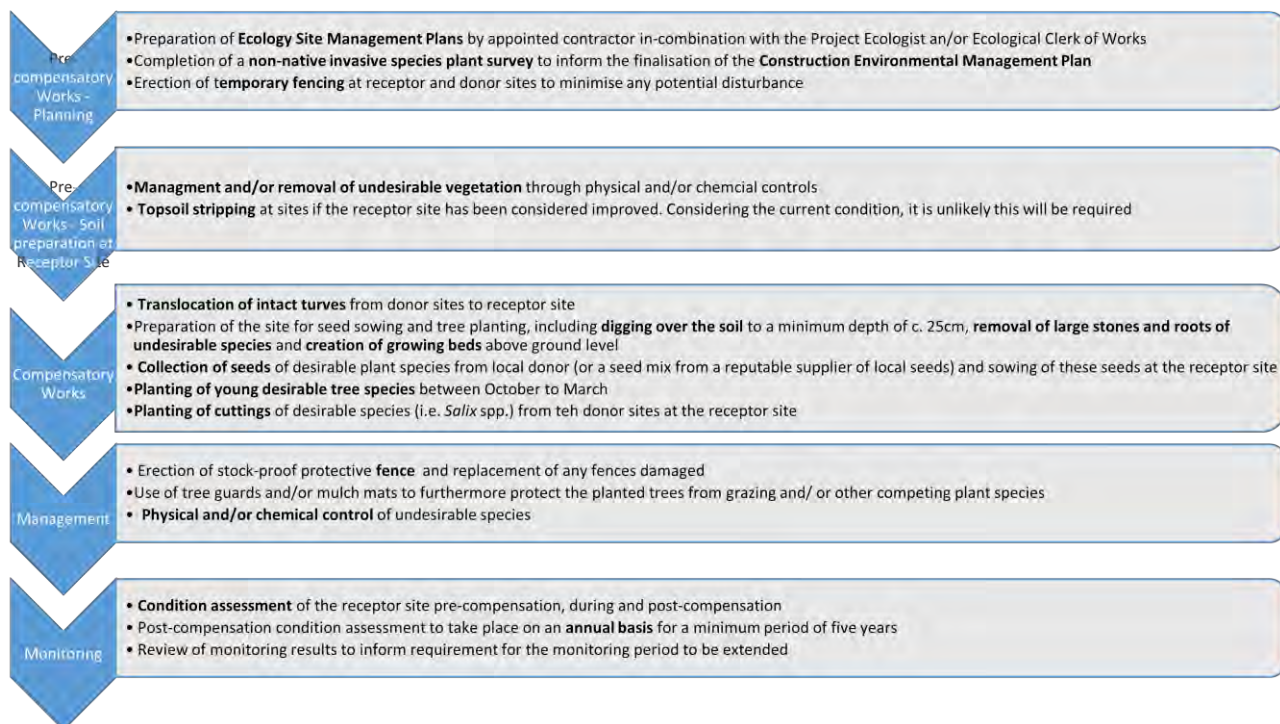 Pre-
compensatory
Works -
Planning
•Preparation of Ecology Site Management Plans by appointed contractor in-combination with the Project Ecologist an/or Ecological Clerk of Works
•Completion of a non-native invasive species plant survey to inform the finalisation of the Construction Environmental Management Plan
•Erection of temporary fencing at receptor and donor sites to minimise any potential disturbance
Pre-
compensatory
Works - Soil
preparation at
Receptor Site
•Managment and/or removal of undesirable vegetation through physical and/or chemcial controls
• Topsoil stripping at sites if the receptor site has been considered improved. Considering the current condition, it is unlikely this will be required
Compensatory
Works
• Translocation of intact turves from donor sites to receptor site
•Preparation of the site for seed sowing and tree planting, including digging over the soil to a minimum depth of c. 25cm, removal of large stones and roots of
undesirable species and creation of growing beds above ground level
• Collection of seeds of desirable plant species from local donor (or a seed mix from a reputable supplier of local seeds) and sowing of these seeds at the receptor site
• Planting of young desirable tree species between October to March
• Planting of cuttings of desirable species (i.e. Salix spp.) from teh donor sites at the receptor site
Management
• Erection of stock-proof protective fence and replacement of any fences damaged
•Use of tree guards and/or mulch mats to furthermore protect the planted trees from grazing and/ or other competing plant species
• Physical and/or chemical control of undesirable species
Monitoring
• Condition assessment of the receptor site pre-compensation, during and post-compensation
• Post-compensation condition assessment to take place on an annual basis for a minimum period of five years
• Review of monitoring results to inform requirement for the monitoring period to be extended